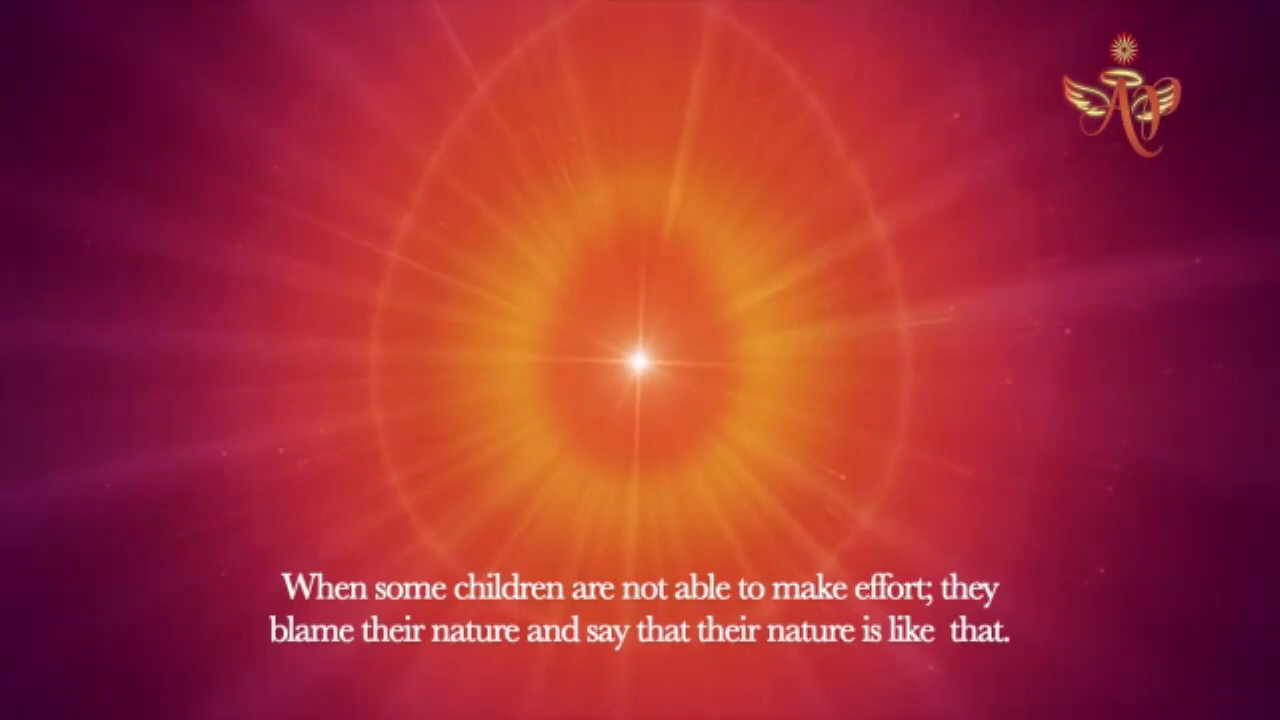 AP
When some children are not able to make effort; they
blame their nature and say that their nature is like  that.